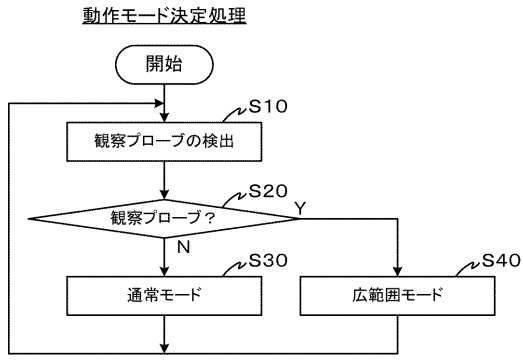 動作モード決定処理
開始
S10
観察プローブの検出
S20
観察プローブ？
Y
N
S30
通常モード
S40
広範囲モード